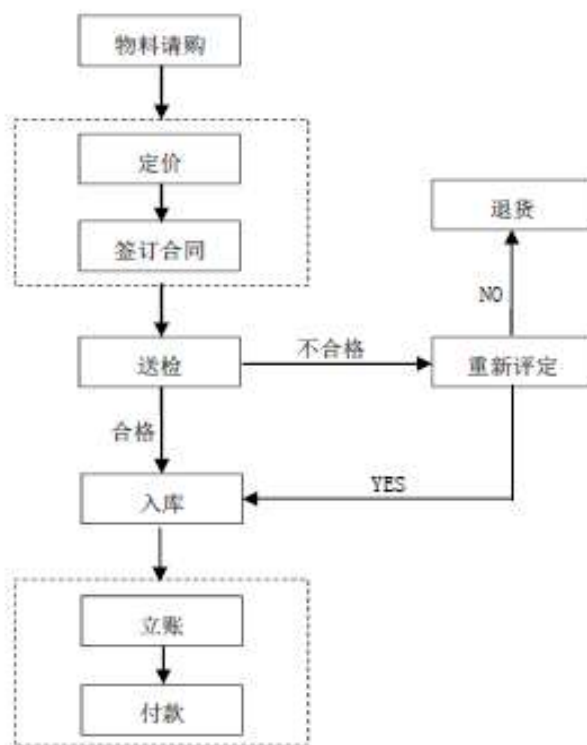 物料请购
定价
退货
签订合同
NO
不合格
送检
重新评定
合格
YES
入库
立账
付款